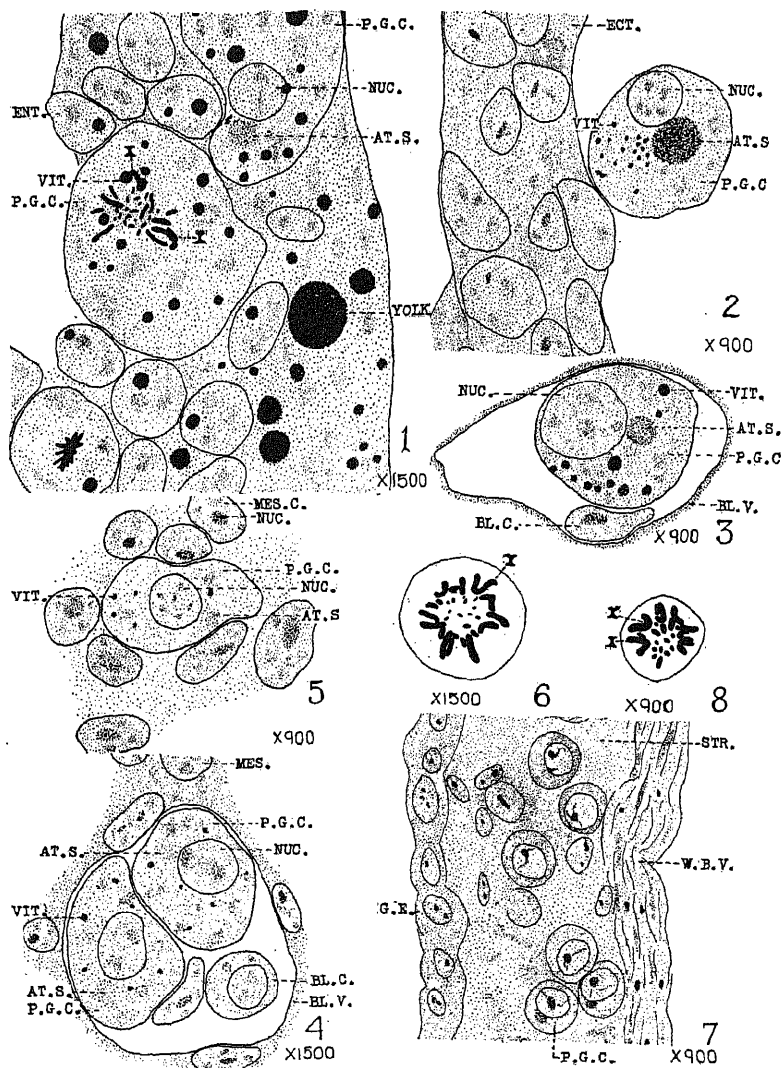 P.G.C.
NUC.
ENT.
AT.S.
X
VIT.
P.G.C.
X
YOLK
1
X1500
ECT.
NUC.
VIT.
AT.S
P.G.C
2
X900
NUC.
VIT.
AT.S.
P.G.C
BL.V.
BL.C.
X900
3
MES.C.
NUC.
P.G.C.
NUC.
VIT.
AT.S
5
X900
X
X1500
6
X
X
X900
8
MES.
P.G.C.
AT.S.
NUC.
VIT.
BL.C.
AT.S.
BL.V.
P.G.C.
4
X1500
STR.
W.B.V.
G.E.
7
P.G.C.
X900